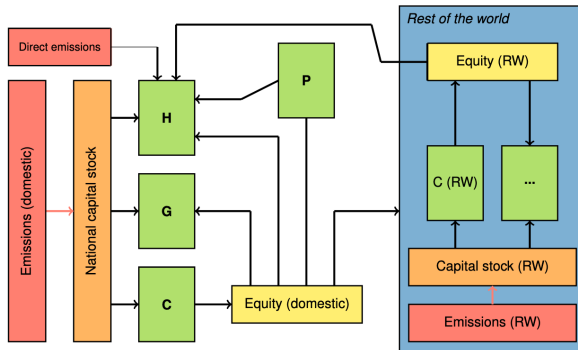 Rest of the world
Direct emissions
Equity (RW)
P
H
Emissions (domestic)
National capital stock
C (RW)
...
G
Capital stock (RW)
C
Equity (domestic)
Emissions (RW)